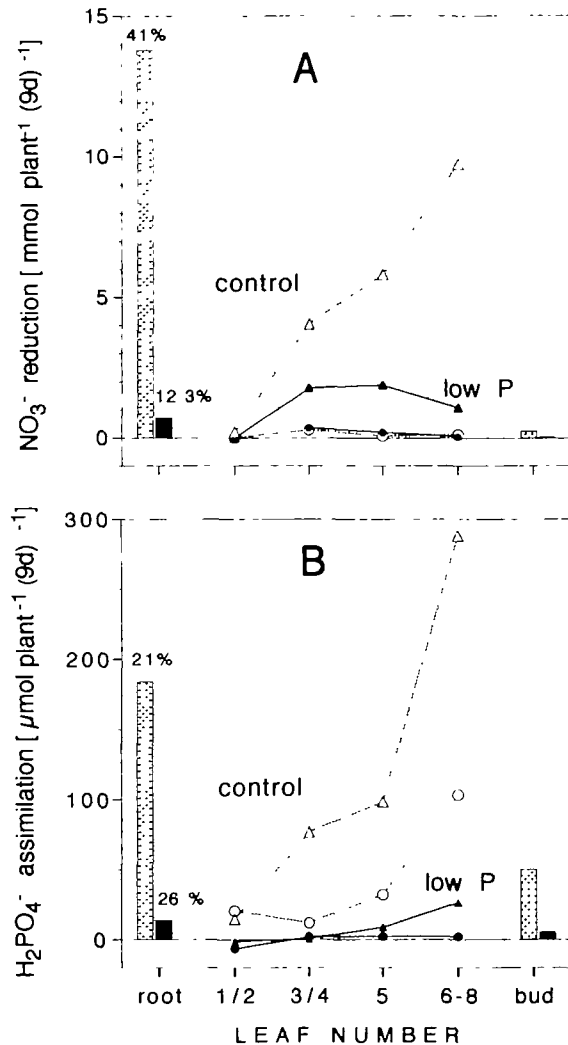 15
41%
A
10
control
5
low P
12 3%
0
NO₃⁻ reduction [ mmol plant⁻¹ (9d) ⁻¹]
300
B
200
21%
control
100
low P
26 %
0
H₂PO₄⁻ assimilation [ µmol plant⁻¹ (9d) ⁻¹]
root 1/2 3/4 5 6-8 bud
LEAF NUMBER